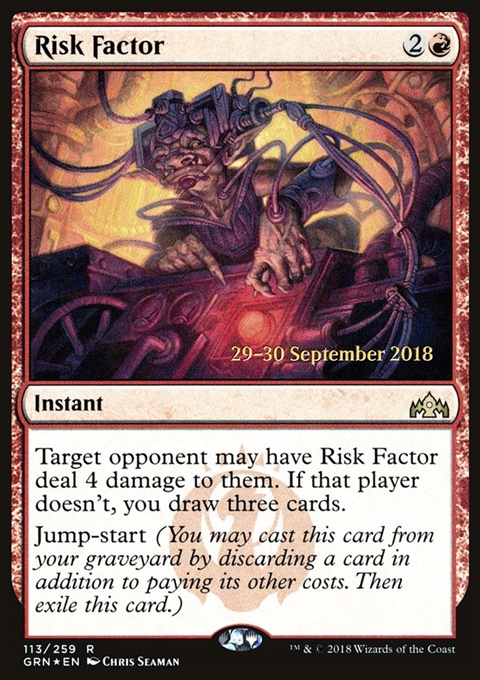 Risk Factor 2
29–30 September 2018
Instant
Target opponent may have Risk Factor
deal 4 damage to them. If that player
doesn't, you draw three cards.
Jump-start (You may cast this card from
your graveyard by discarding a card in
addition to paying its other costs. Then
exile this card.)
113/259 R
GRN★EN Chris Seaman
™ & © 2018 Wizards of the Coast